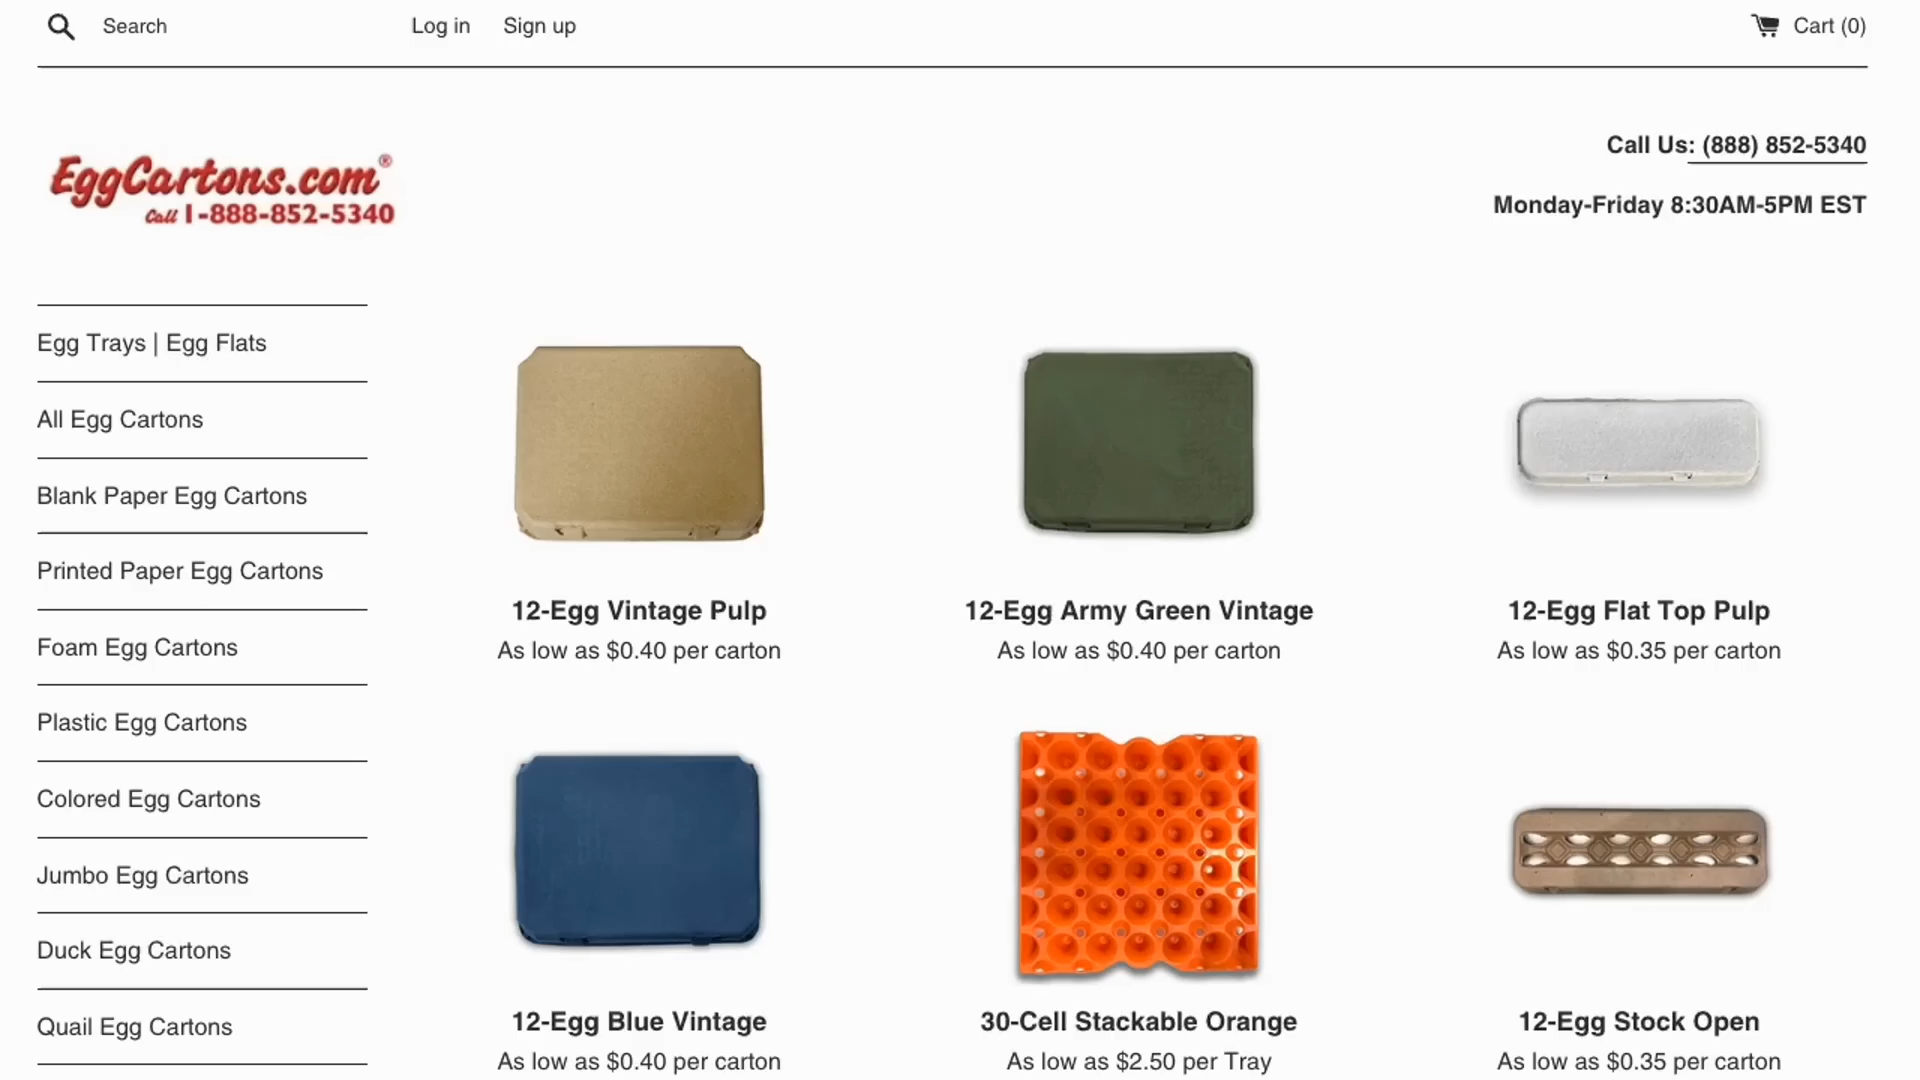 Search
Log in
Sign up
Cart (0)
EggCartons.com®
Call 1-888-852-5340
Call Us: (888) 852-5340
Monday-Friday 8:30AM-5PM EST
Egg Trays | Egg Flats
All Egg Cartons
Blank Paper Egg Cartons
Printed Paper Egg Cartons
Foam Egg Cartons
Plastic Egg Cartons
Colored Egg Cartons
Jumbo Egg Cartons
Duck Egg Cartons
Quail Egg Cartons
12-Egg Vintage Pulp
As low as $0.40 per carton
12-Egg Army Green Vintage
As low as $0.40 per carton
12-Egg Flat Top Pulp
As low as $0.35 per carton
12-Egg Blue Vintage
As low as $0.40 per carton
30-Cell Stackable Orange
As low as $2.50 per Tray
12-Egg Stock Open
As low as $0.35 per carton